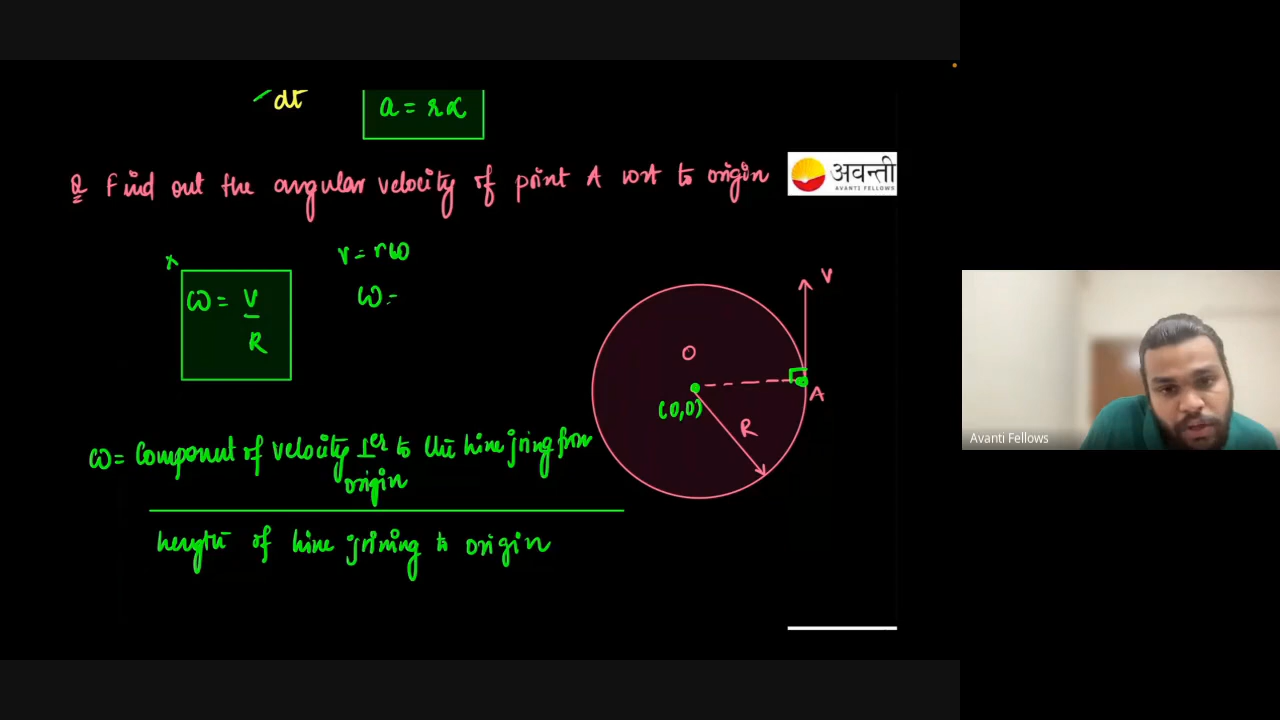 dt
a = rα
Q Find out the angular velocity of point A wrt to origin
अवन्ती
AVANTI FELLOWS
x
v = rω
ω = V
R
ω =
V
O
A
(0,0)
R
ω = Component of velocity ⊥er to the line joing from
origin
length of line joining to origin
Avanti Fellows